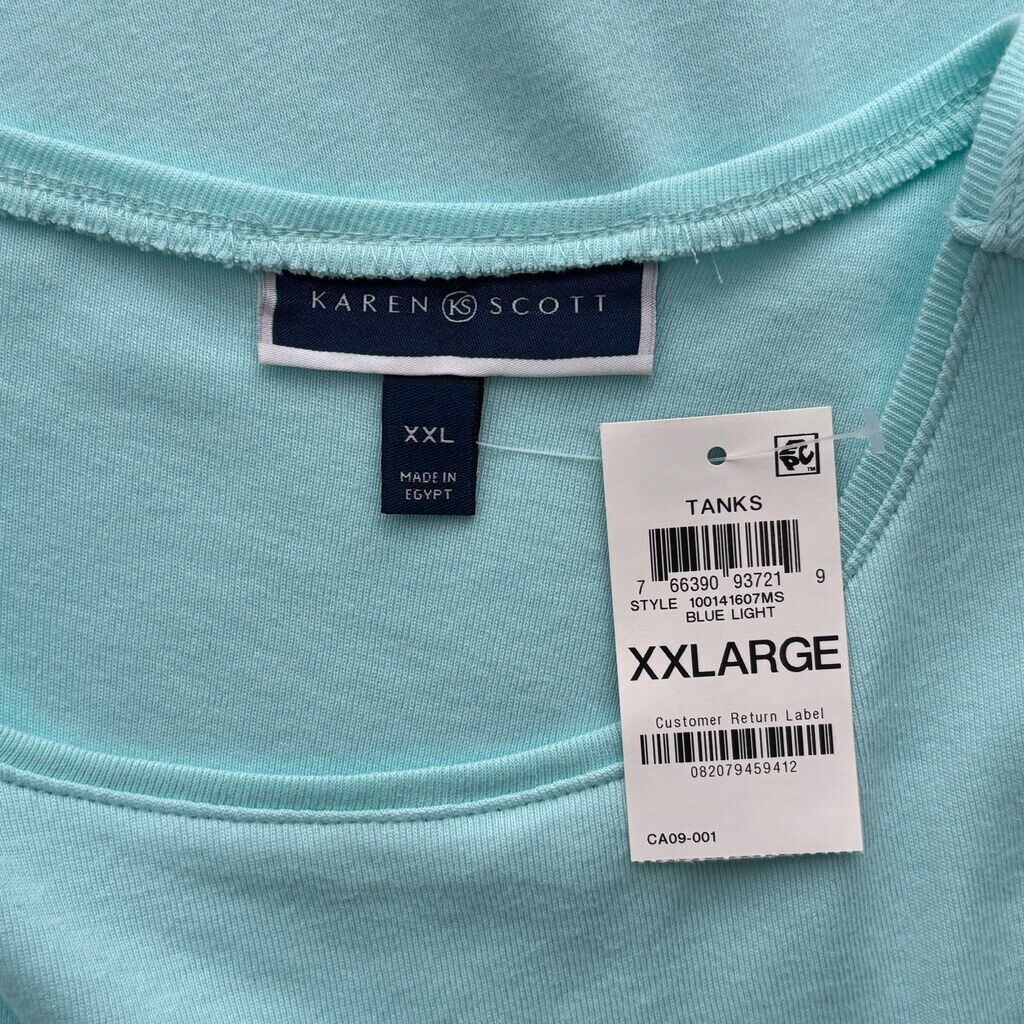 KAREN KS SCOTT
XXL
MADE IN
EGYPT
TANKS
7 66390 93721 9
STYLE 100141607MS
BLUE LIGHT
XXLARGE
Customer Return Label
082079459412
CA09-001